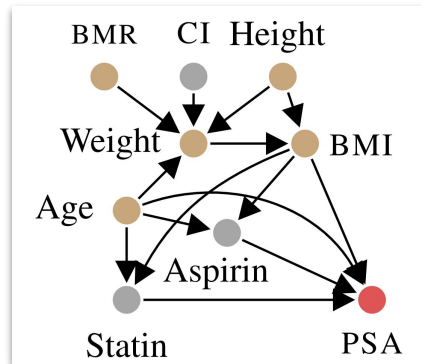 BMR CI Height
Weight BMI
Age
Aspirin
Statin PSA